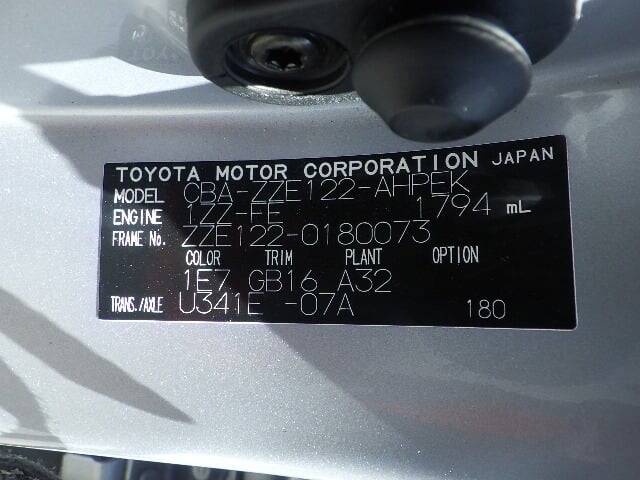 TOYOTA MOTOR CORPORATION JAPAN
MODEL CBA-ZZE122-AHPEK
ENGINE 1ZZ-FE 1794 mL
FRAME No. ZZE122-0180073
COLOR TRIM PLANT OPTION
1E7 GB16 A32
TRANS./AXLE U341E -07A 180